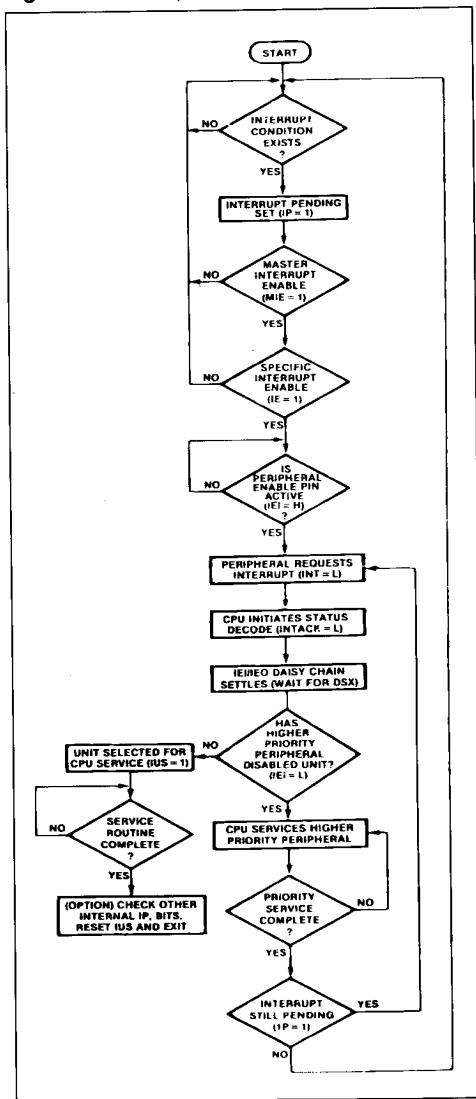 START
INTERRUPT
CONDITION
EXISTS
?
NO
YES
INTERRUPT PENDING
SET (IP = 1)
MASTER
INTERRUPT
ENABLE
(MIE = 1)
NO
YES
SPECIFIC
INTERRUPT
ENABLE
(IE = 1)
NO
YES
IS
PERIPHERAL
ENABLE PIN
ACTIVE
(IEI = H)
?
NO
YES
PERIPHERAL REQUESTS
INTERRUPT (INT = L)
CPU INITIATES STATUS
DECODE (INTACK = L)
IEI/IEO DAISY CHAIN
SETTLES (WAIT FOR DSX)
HAS
HIGHER
PRIORITY
PERIPHERAL
DISABLED UNIT?
(IEI = L)
NO
YES
UNIT SELECTED FOR
CPU SERVICE (IUS = 1)
SERVICE
ROUTINE
COMPLETE
?
NO
YES
(OPTION) CHECK OTHER
INTERNAL IP, BITS,
RESET IUS AND EXIT
CPU SERVICES HIGHER
PRIORITY PERIPHERAL
PRIORITY
SERVICE
COMPLETE
?
NO
YES
INTERRUPT
STILL PENDING
(IP = 1)
YES
NO